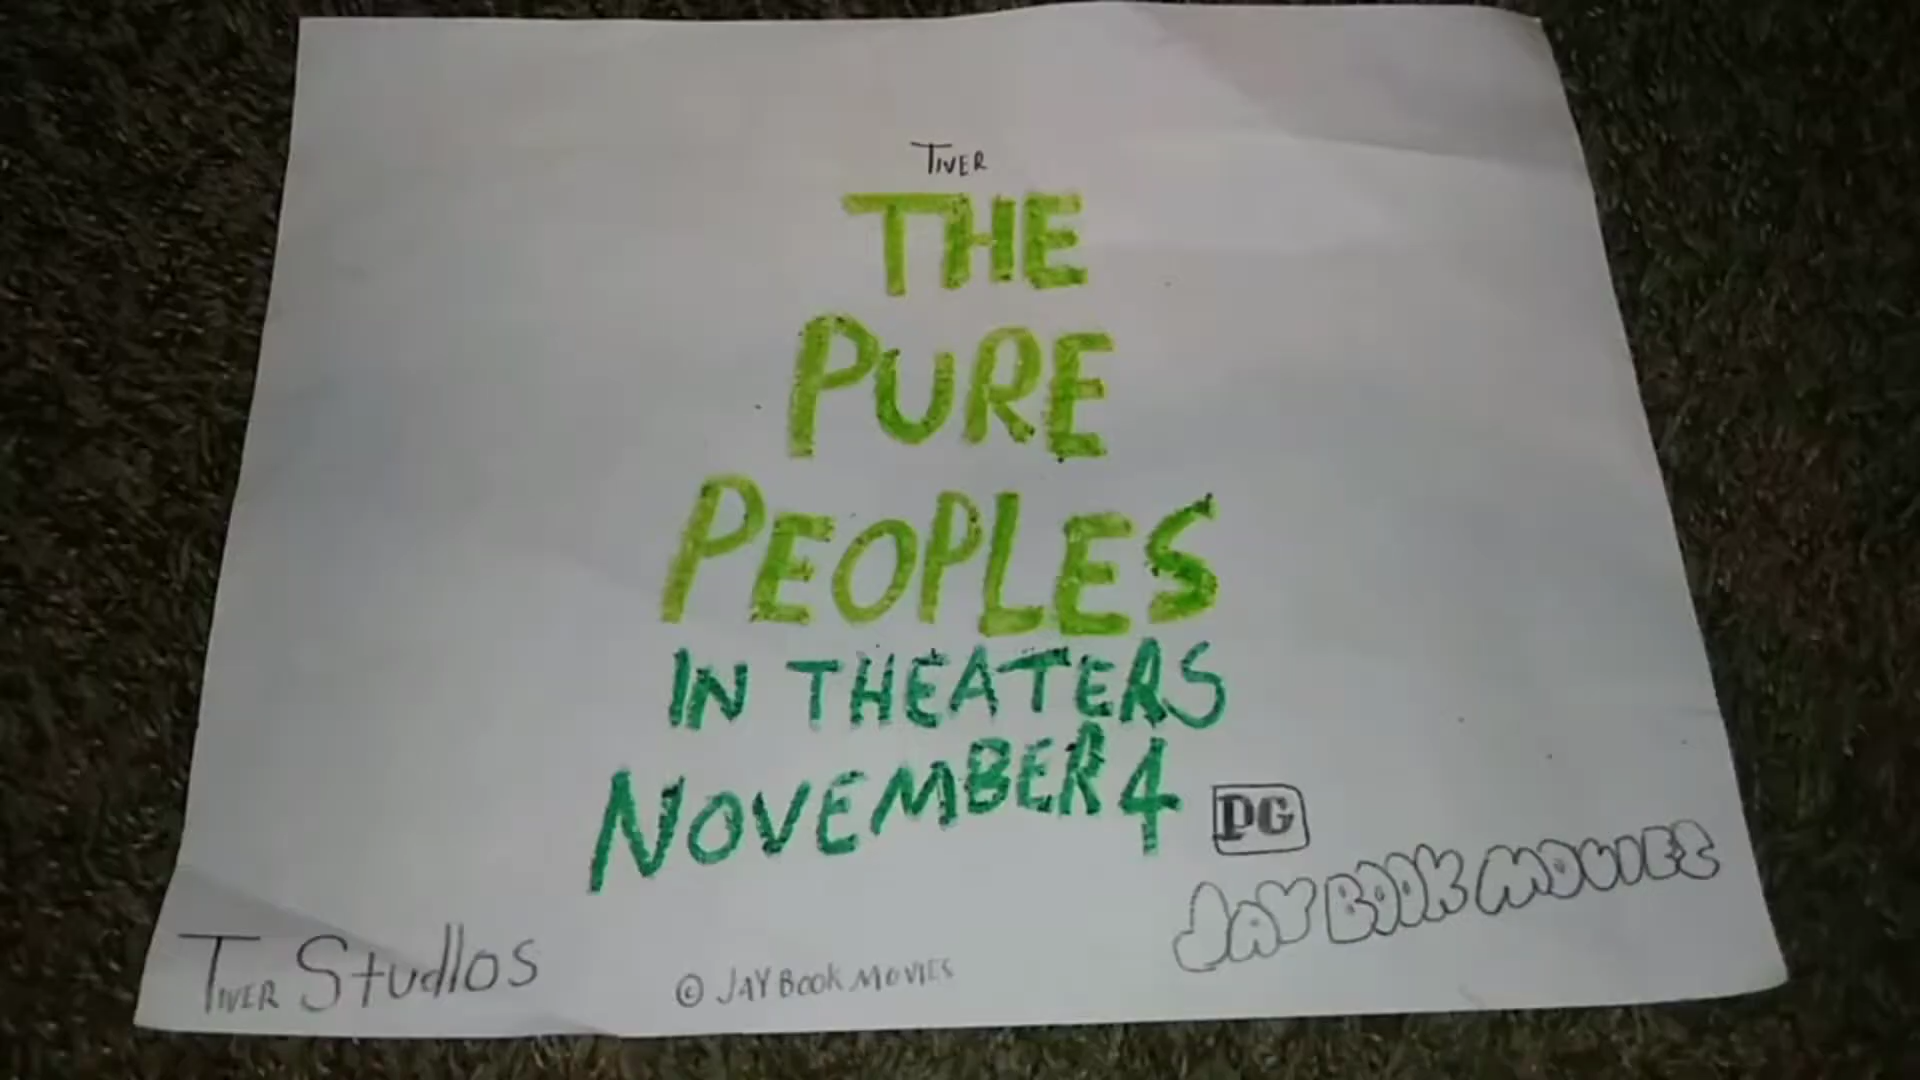 TIVER
THE
PURE
PEOPLES
IN THEATERS
NOVEMBER 4
PG
JAY BOOK MOVIES
TIVER StudIos
© JAY BOOK MOVIES